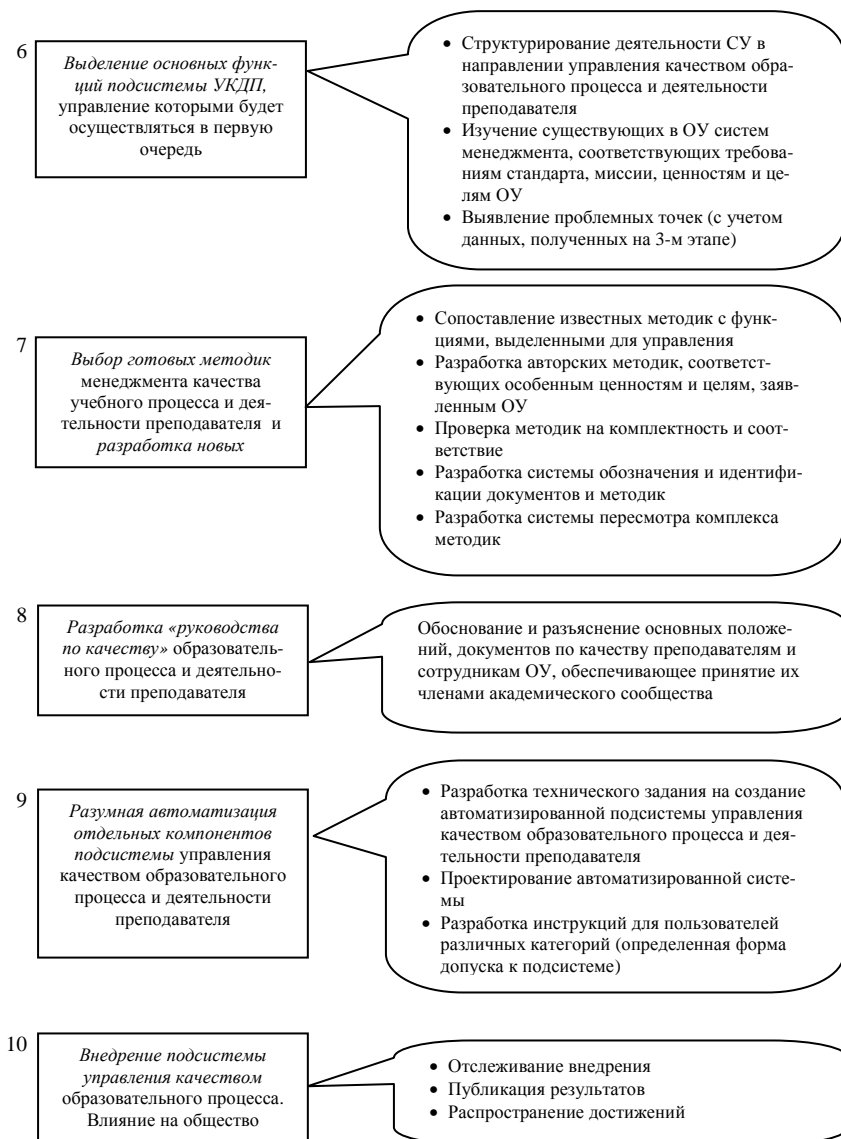 6
Выделение основных функ-
ций подсистемы УКДП,
управление которыми будет
осуществляться в первую
очередь
• Структурирование деятельности СУ в
направлении управления качеством обра-
зовательного процесса и деятельности
преподавателя
• Изучение существующих в ОУ систем
менеджмента, соответствующих требова-
ниям стандарта, миссии, ценностям и це-
лям ОУ
• Выявление проблемных точек (с учетом
данных, полученных на 3-м этапе)
7
Выбор готовых методик
менеджмента качества
учебного процесса и дея-
тельности преподавателя и
разработка новых
• Сопоставление известных методик с функ-
циями, выделенными для управления
• Разработка авторских методик, соответст-
вующих особенным ценностям и целям, заяв-
ленным ОУ
• Проверка методик на комплектность и соот-
ветствие
• Разработка системы обозначения и идентифи-
кации документов и методик
• Разработка системы пересмотра комплекса
методик
8
Разработка «руководства
по качеству» образователь-
ного процесса и деятельно-
сти преподавателя
Обоснование и разъяснение основных положе-
ний, документов по качеству преподавателям и
сотрудникам ОУ, обеспечивающее принятие их
членами академического сообщества
9
Разумная автоматизация
отдельных компонентов
подсистемы управления
качеством образовательного
процесса и деятельности
преподавателя
• Разработка технического задания на создание
автоматизированной подсистемы управления
качеством образовательного процесса и дея-
тельности преподавателя
• Проектирование автоматизированной систе-
мы
• Разработка инструкций для пользователей
различных категорий (определенная форма
допуска к подсистеме)
10
Внедрение подсистемы
управления качеством
образовательного процесса.
Влияние на общество
• Отслеживание внедрения
• Публикация результатов
• Распространение достижений